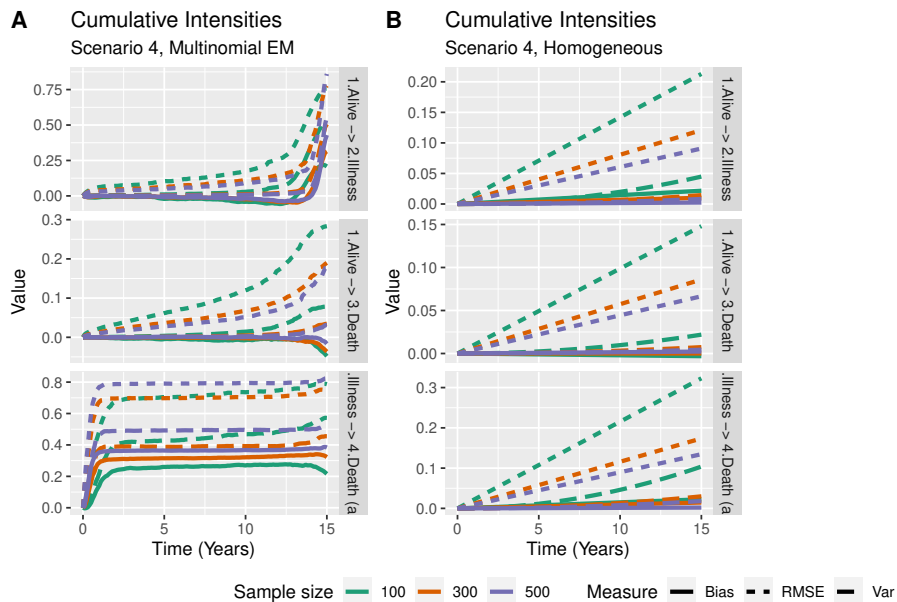 A
Cumulative Intensities
Scenario 4, Multinomial EM
Value
0.75
0.50
0.25
0.00
1.Alive −> 2.Illness
0.3
0.2
0.1
0.0
1.Alive −> 3.Death
0.8
0.6
0.4
0.2
0.0
.Illness −> 4.Death (a
0 5 10 15
Time (Years)
B
Cumulative Intensities
Scenario 4, Homogeneous
Value
0.20
0.15
0.10
0.05
0.00
1.Alive −> 2.Illness
0.15
0.10
0.05
0.00
1.Alive −> 3.Death
0.3
0.2
0.1
0.0
.Illness −> 4.Death (a
0 5 10 15
Time (Years)
Sample size 100 300 500 Measure Bias RMSE Var